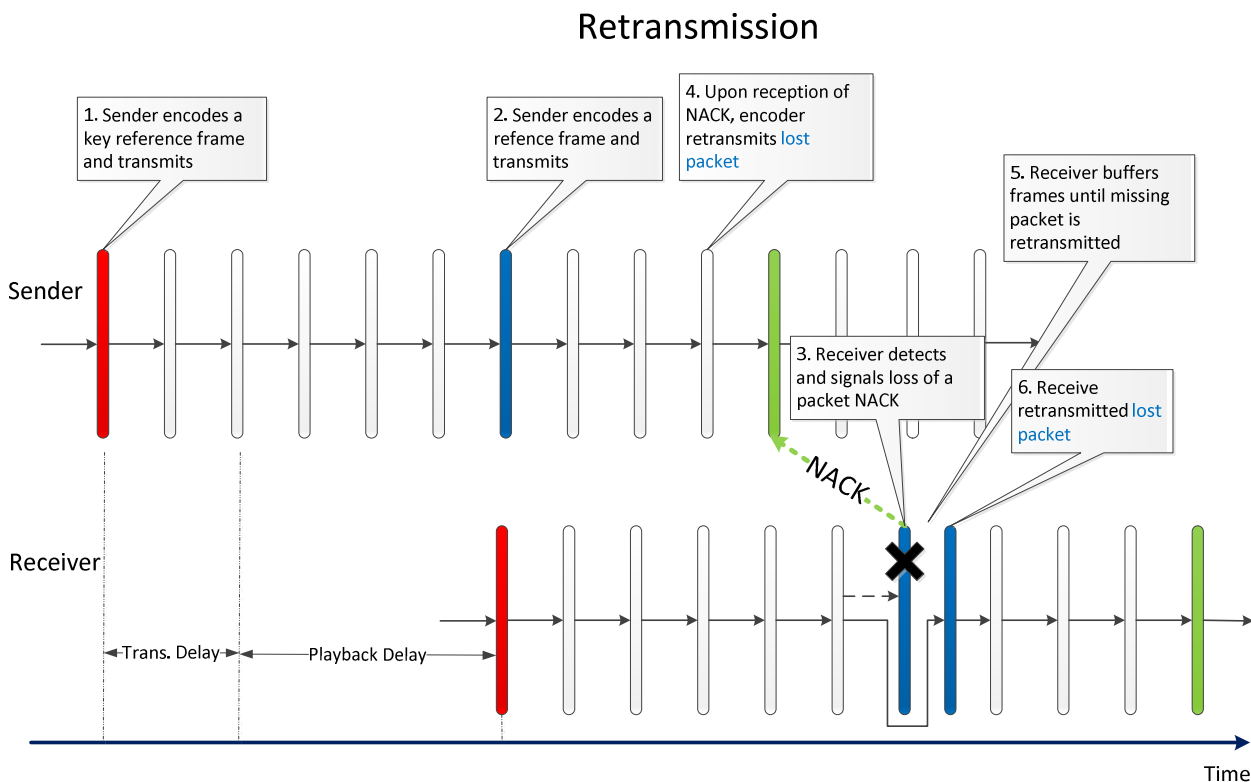 Retransmission
1. Sender encodes a
key reference frame
and transmits
2. Sender encodes a
refence frame and
transmits
4. Upon reception of
NACK, encoder
retransmits lost
packet
5. Receiver buffers
frames until missing
packet is
retransmitted
Sender
3. Receiver detects
and signals loss of a
packet NACK
6. Receive
retransmitted lost
packet
NACK
Receiver
Trans. Delay
Playback Delay
Time